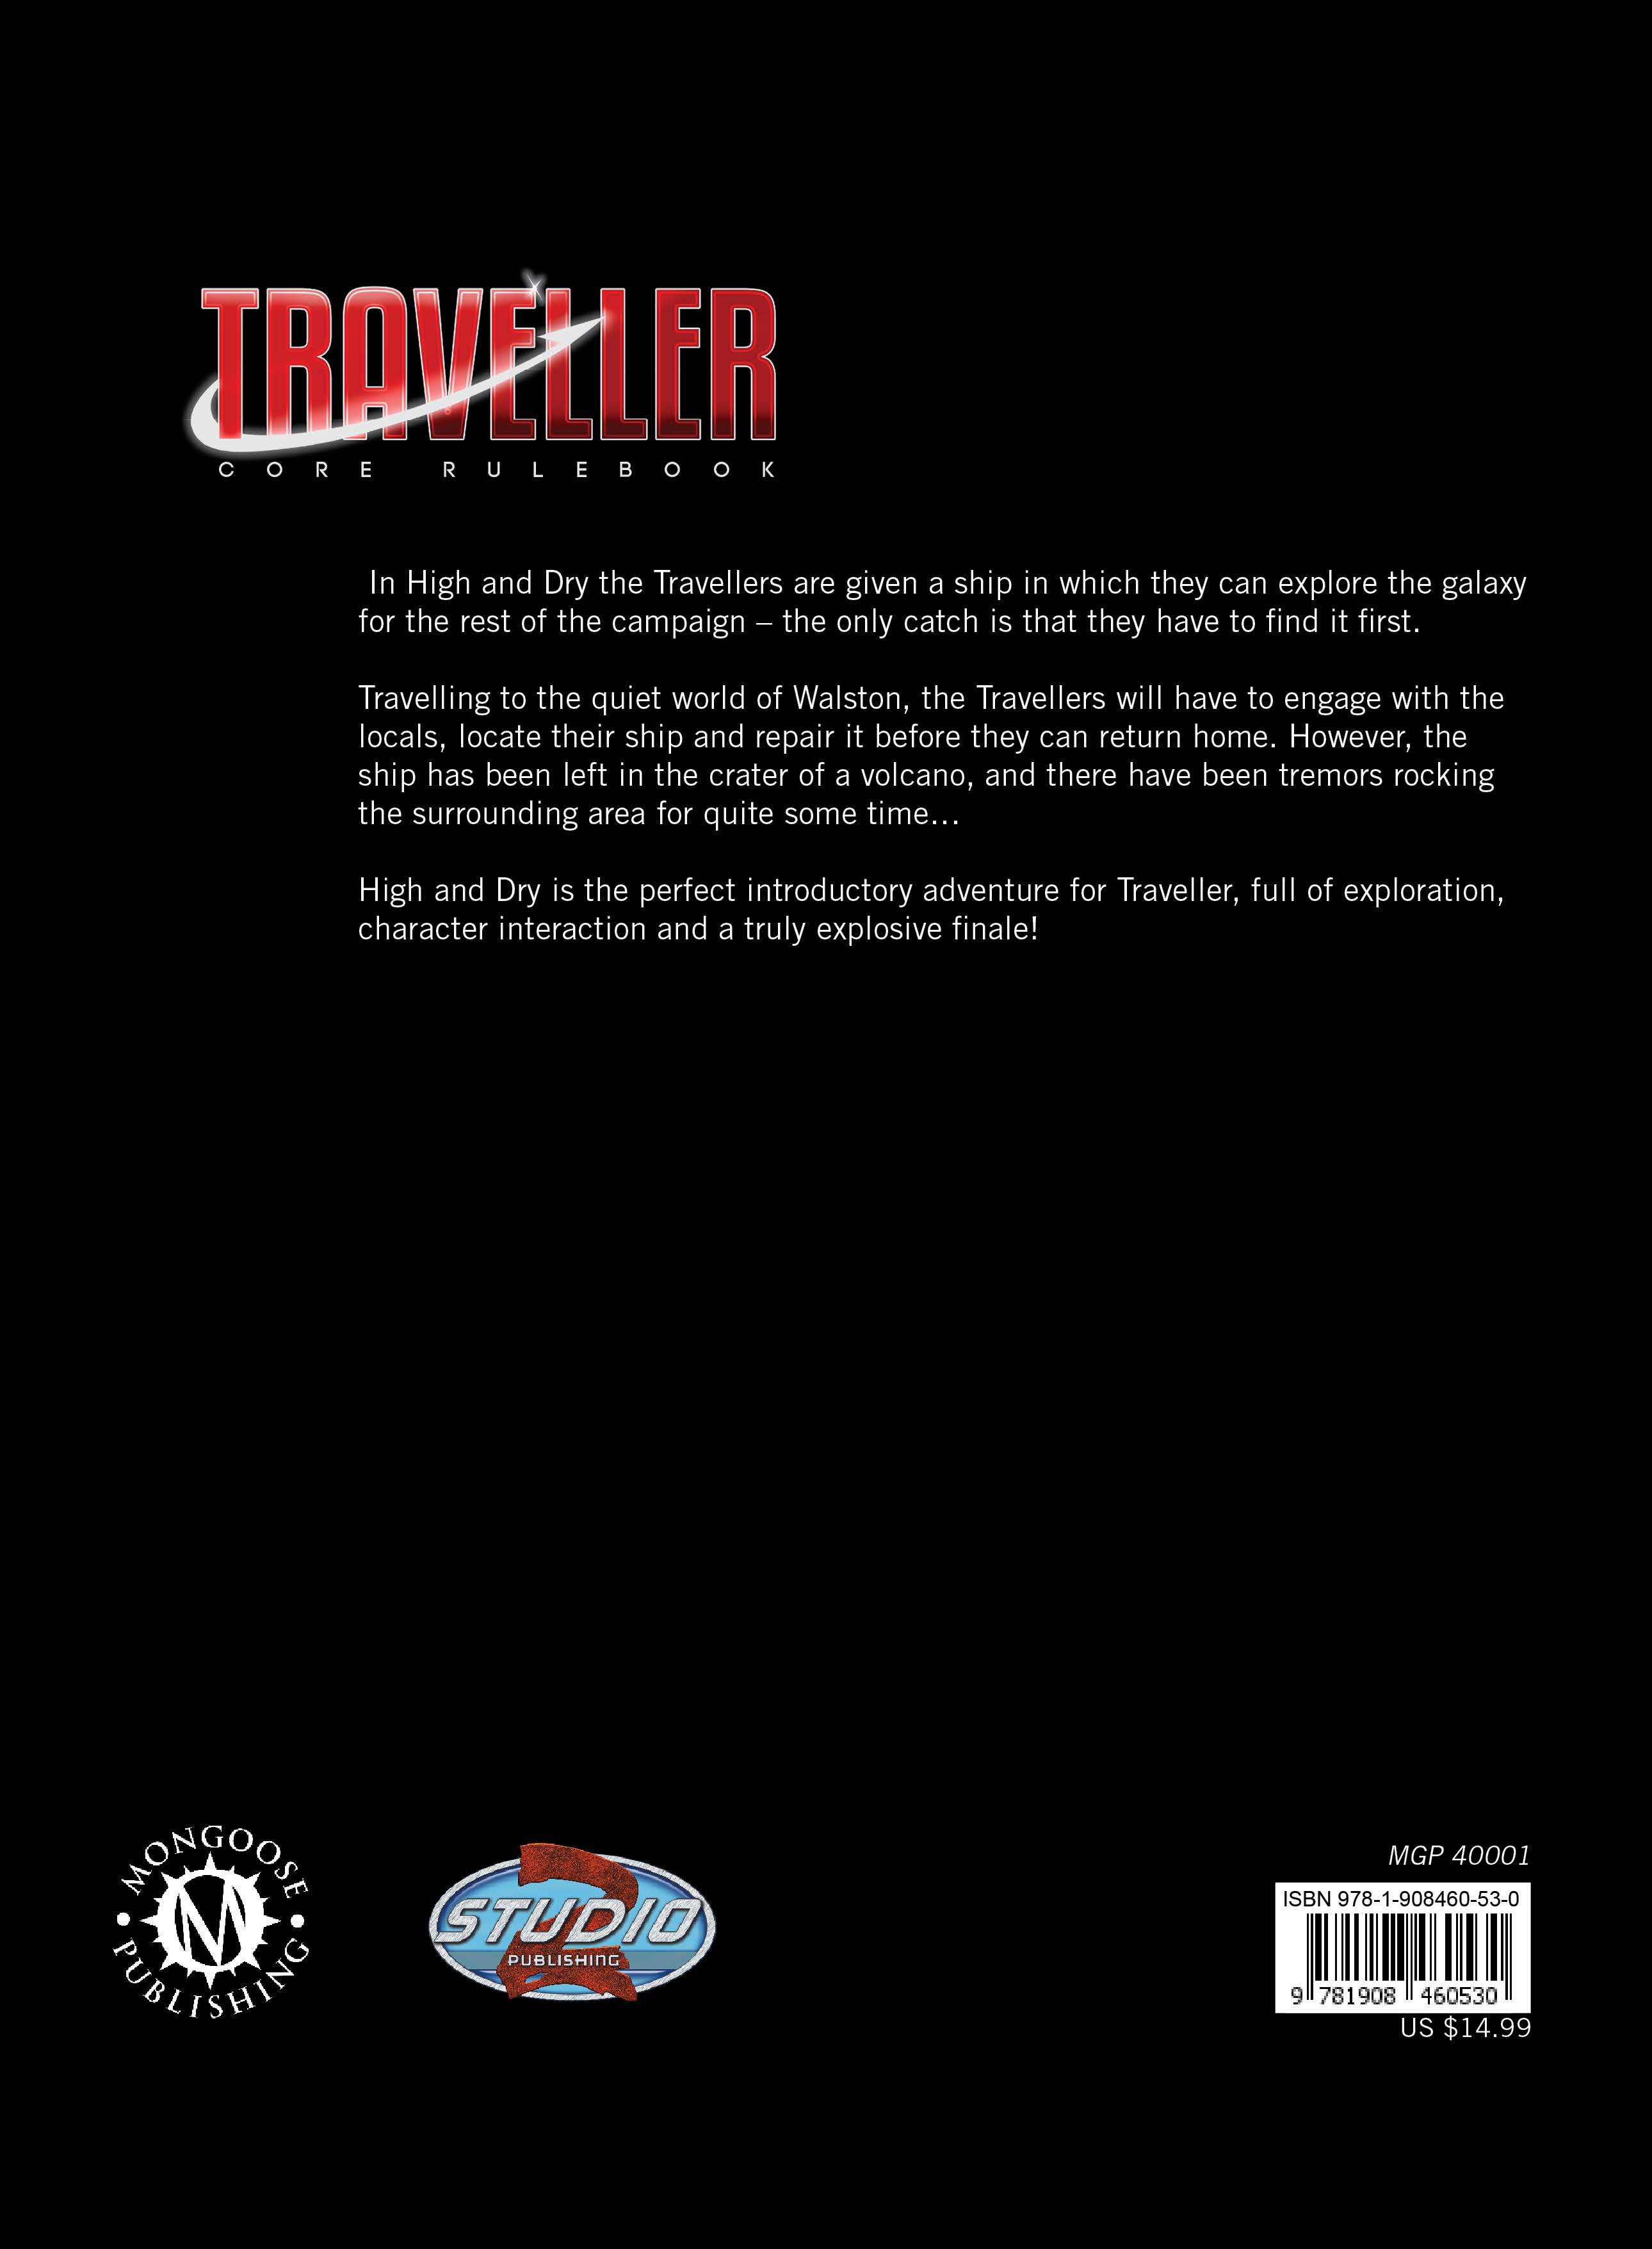 TRAVELLER
CORE RULEBOOK
In High and Dry the Travellers are given a ship in which they can explore the galaxy
for the rest of the campaign – the only catch is that they have to find it first.
Travelling to the quiet world of Walston, the Travellers will have to engage with the
locals, locate their ship and repair it before they can return home. However, the
ship has been left in the crater of a volcano, and there have been tremors rocking
the surrounding area for quite some time...
High and Dry is the perfect introductory adventure for Traveller, full of exploration,
character interaction and a truly explosive finale!
MONGOOSE
M
PUBLISHING
2
STUDIO
PUBLISHING
MGP 40001
ISBN 978-1-908460-53-0
9 781908 460530
US $14.99